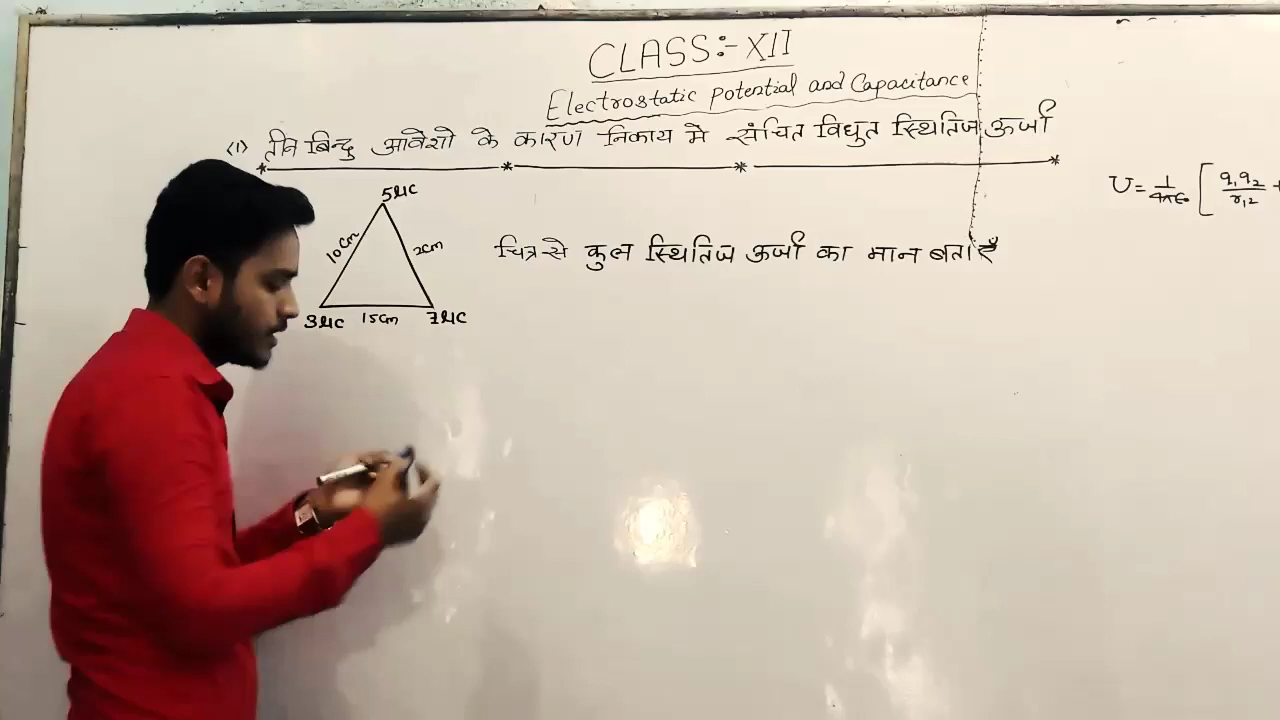 CLASS:- XII
Electrostatic potential and Capacitance
(1) तीन बिन्दु आवेशो के कारण निकाय मे संचित विधुत स्थितिज ऊर्जा
U = 1/4πε₀ [ q₁q₂/r₁₂ +
5μC
10cm
2cm
चित्र से कुल स्थितिज ऊर्जा का मान बताएँ
3μC 15cm 7μC